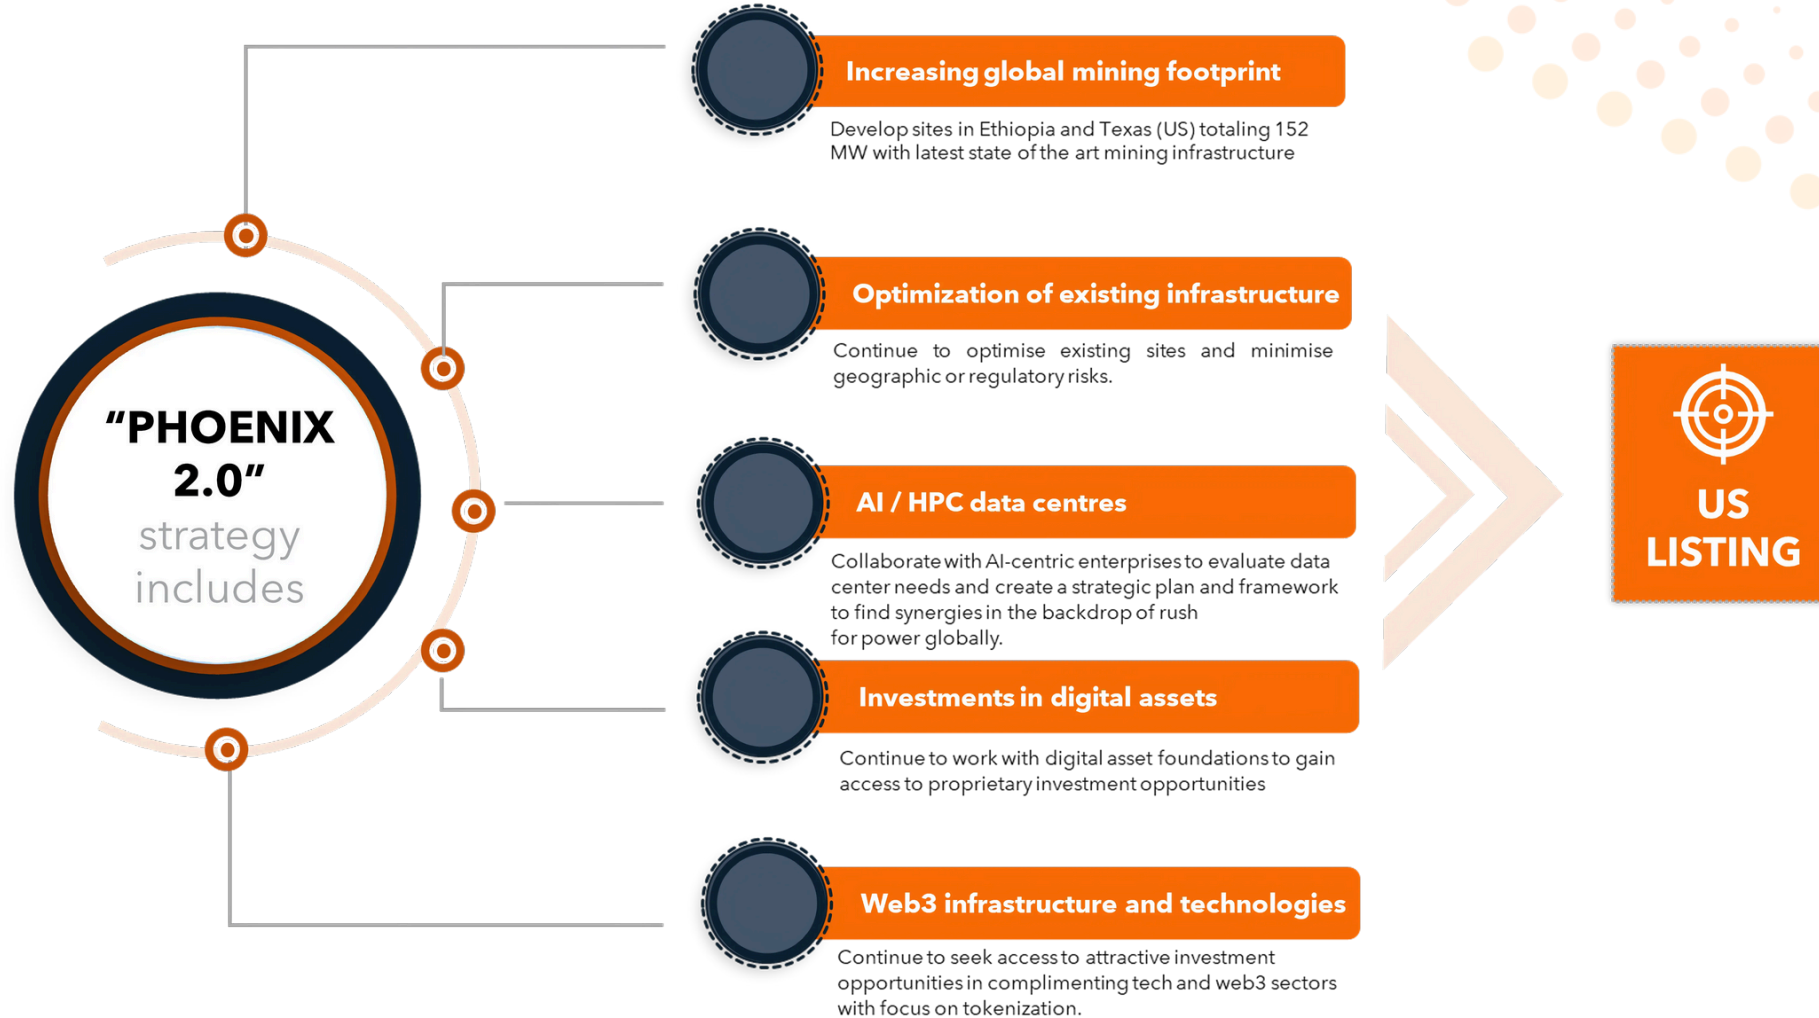 “PHOENIX
2.0”
strategy
includes
Increasing global mining footprint
Develop sites in Ethiopia and Texas (US) totaling 152
MW with latest state of the art mining infrastructure
Optimization of existing infrastructure
Continue to optimise existing sites and minimise
geographic or regulatory risks.
AI / HPC data centres
Collaborate with AI-centric enterprises to evaluate data
center needs and create a strategic plan and framework
to find synergies in the backdrop of rush
for power globally.
Investments in digital assets
Continue to work with digital asset foundations to gain
access to proprietary investment opportunities
Web3 infrastructure and technologies
Continue to seek access to attractive investment
opportunities in complimenting tech and web3 sectors
with focus on tokenization.
US
LISTING